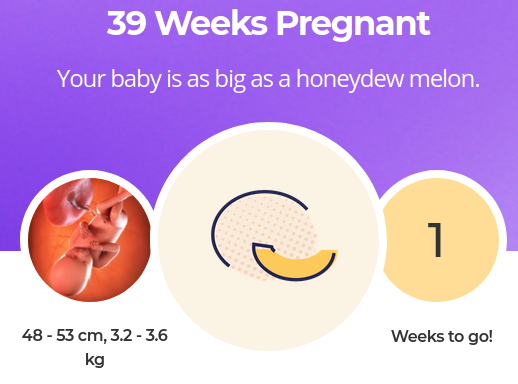 39 Weeks Pregnant
Your baby is as big as a honeydew melon.
1
48 - 53 cm, 3.2 - 3.6
kg
Weeks to go!